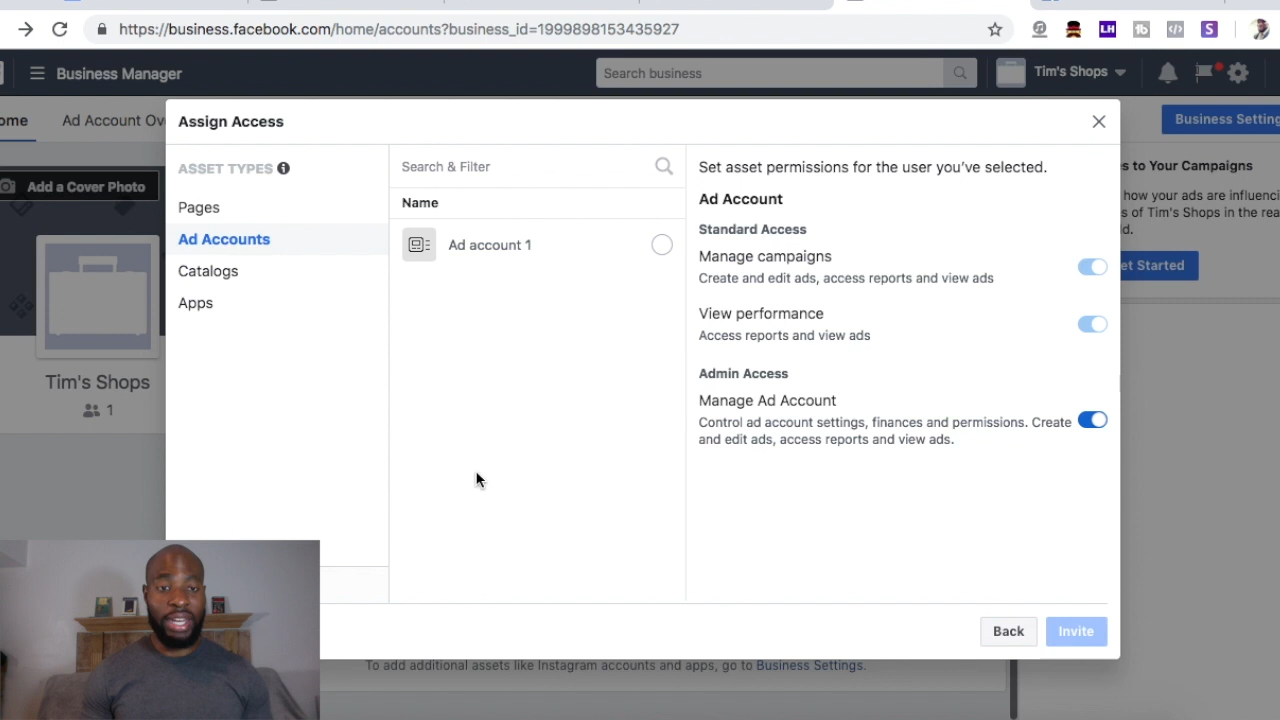 https://business.facebook.com/home/accounts?business_id=1999898153435927
LH
tb
</>
S
Business Manager
Search business
Tim's Shops
ome
Ad Account Ov
Business Setting
Add a Cover Photo
Tim's Shops
1
s to Your Campaigns
how your ads are influenci
s of Tim's Shops in the rea
d.
et Started
Assign Access
ASSET TYPES
Pages
Ad Accounts
Catalogs
Apps
Search & Filter
Name
Ad account 1
Set asset permissions for the user you've selected.
Ad Account
Standard Access
Manage campaigns
Create and edit ads, access reports and view ads
View performance
Access reports and view ads
Admin Access
Manage Ad Account
Control ad account settings, finances and permissions. Create
and edit ads, access reports and view ads.
Back
Invite
To add additional assets like Instagram accounts and apps, go to Business Settings.